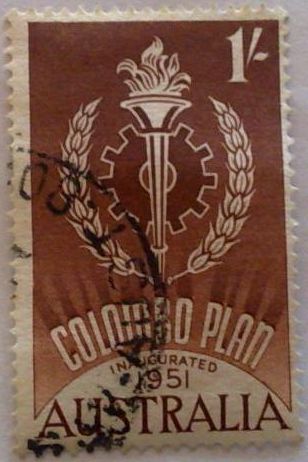 1/-
COLOMBO PLAN
INAUGURATED
1951
AUSTRALIA